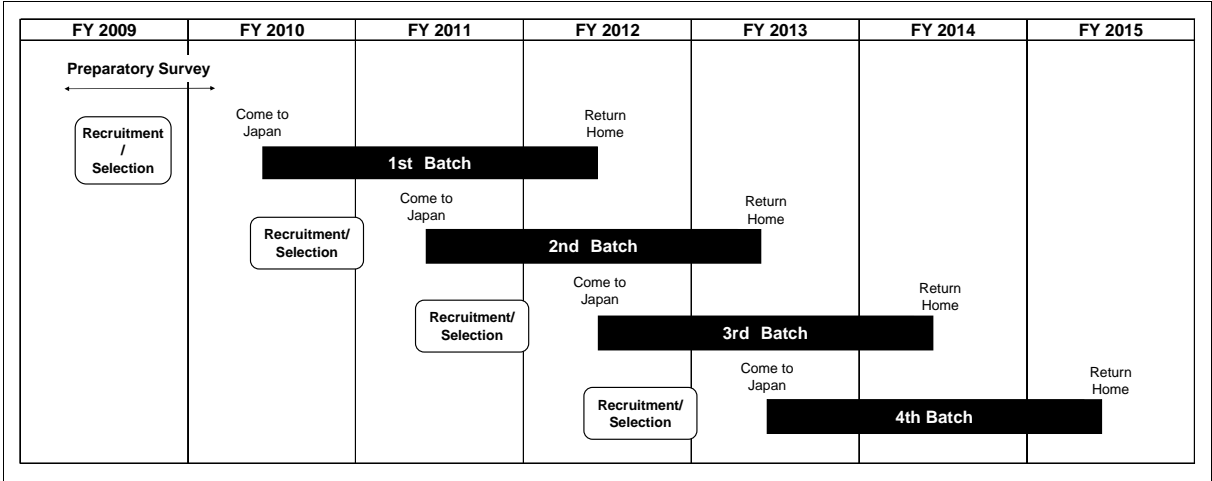 FY 2009 FY 2010 FY 2011 FY 2012 FY 2013 FY 2014 FY 2015
Preparatory Survey
Recruitment
/
Selection
Come to
Japan
Return
Home
1st Batch
Recruitment/
Selection
Come to
Japan
Return
Home
2nd Batch
Recruitment/
Selection
Come to
Japan
Return
Home
3rd Batch
Recruitment/
Selection
Come to
Japan
Return
Home
4th Batch